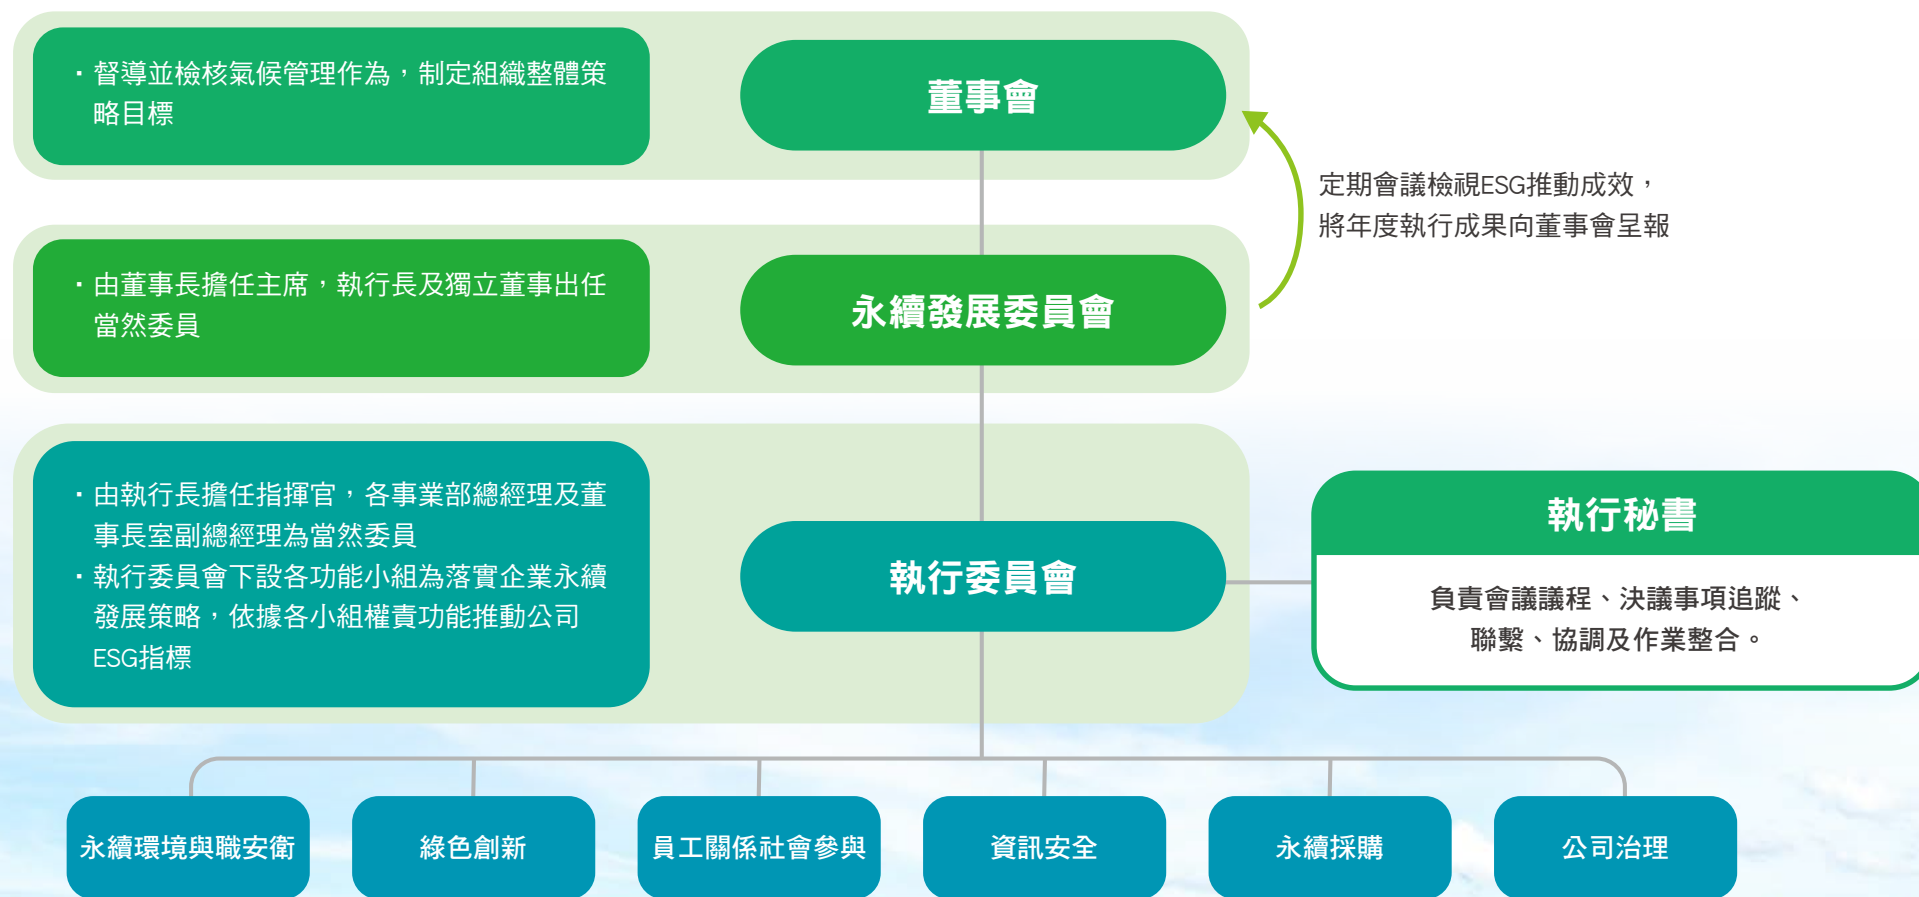 ・督導並檢核氣候管理作為，制定組織整體策
略目標
董事會
定期會議檢視ESG推動成效，
將年度執行成果向董事會呈報
・由董事長擔任主席，執行長及獨立董事出任
當然委員
永續發展委員會
・由執行長擔任指揮官，各事業部總經理及董
事長室副總經理為當然委員
・執行委員會下設各功能小組為落實企業永續
發展策略，依據各小組權責功能推動公司
ESG指標
執行委員會
執行秘書
負責會議議程、決議事項追蹤、
聯繫、協調及作業整合。
永續環境與職安衛
綠色創新
員工關係社會參與
資訊安全
永續採購
公司治理